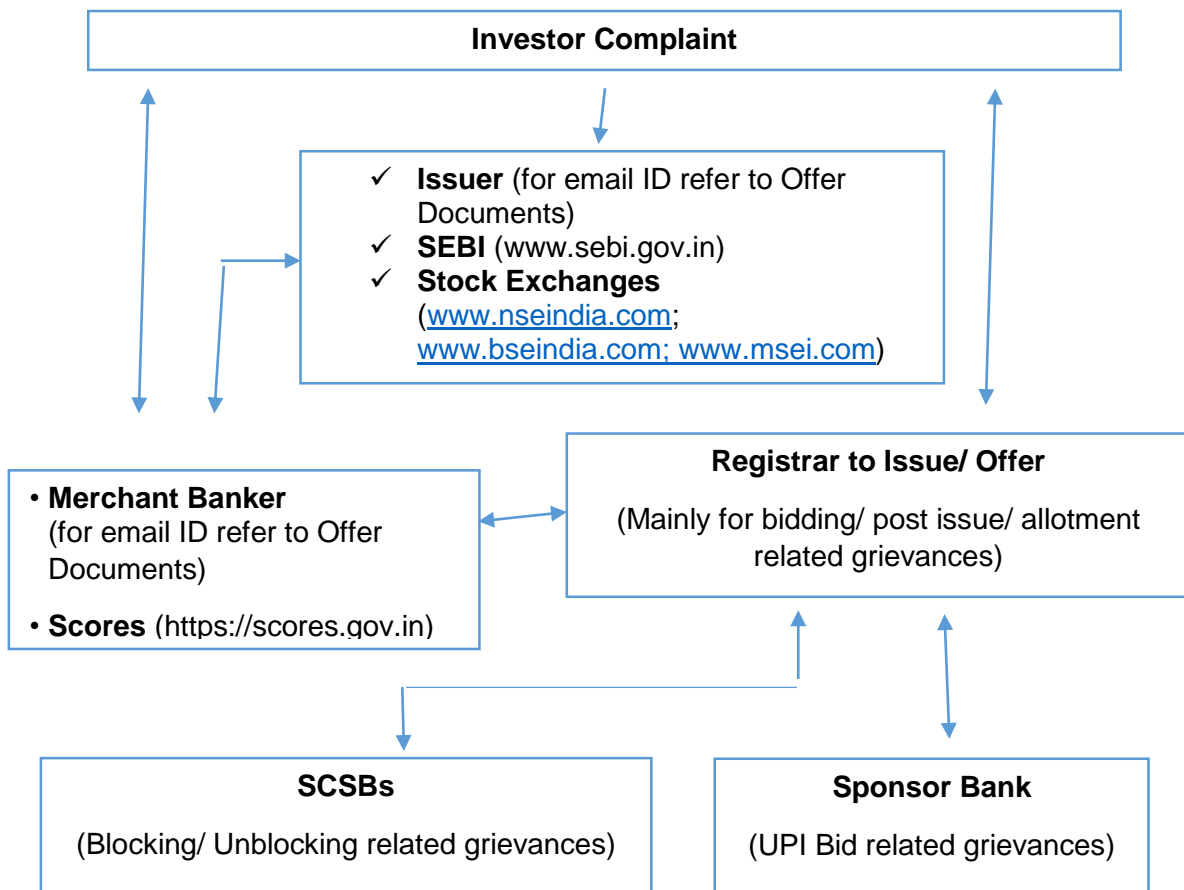 Investor Complaint
✓ Issuer (for email ID refer to Offer
Documents)
✓ SEBI (www.sebi.gov.in)
✓ Stock Exchanges
(www.nseindia.com;
www.bseindia.com; www.msei.com)
• Merchant Banker
(for email ID refer to Offer
Documents)
• Scores (https://scores.gov.in)
Registrar to Issue/ Offer
(Mainly for bidding/ post issue/ allotment
related grievances)
SCSBs
(Blocking/ Unblocking related grievances)
Sponsor Bank
(UPI Bid related grievances)